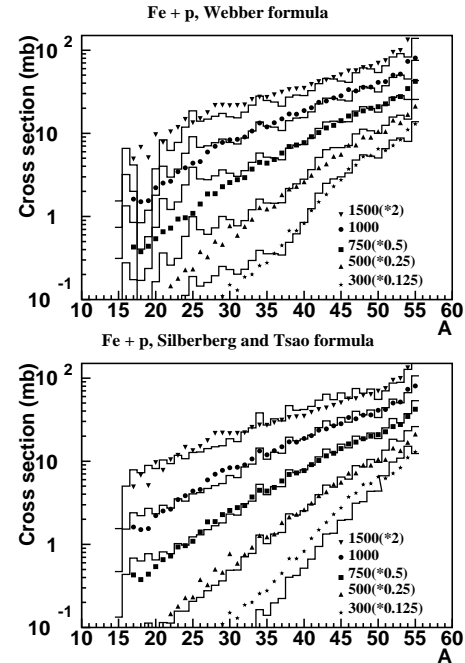 Fe + p, Webber formula
Cross section (mb)
10 2
10
1
10 -1
1500(*2)
1000
750(*0.5)
500(*0.25)
300(*0.125)
10 15 20 25 30 35 40 45 50 55 60
A
Fe + p, Silberberg and Tsao formula
Cross section (mb)
10 2
10
1
10 -1
1500(*2)
1000
750(*0.5)
500(*0.25)
300(*0.125)
10 15 20 25 30 35 40 45 50 55 60
A